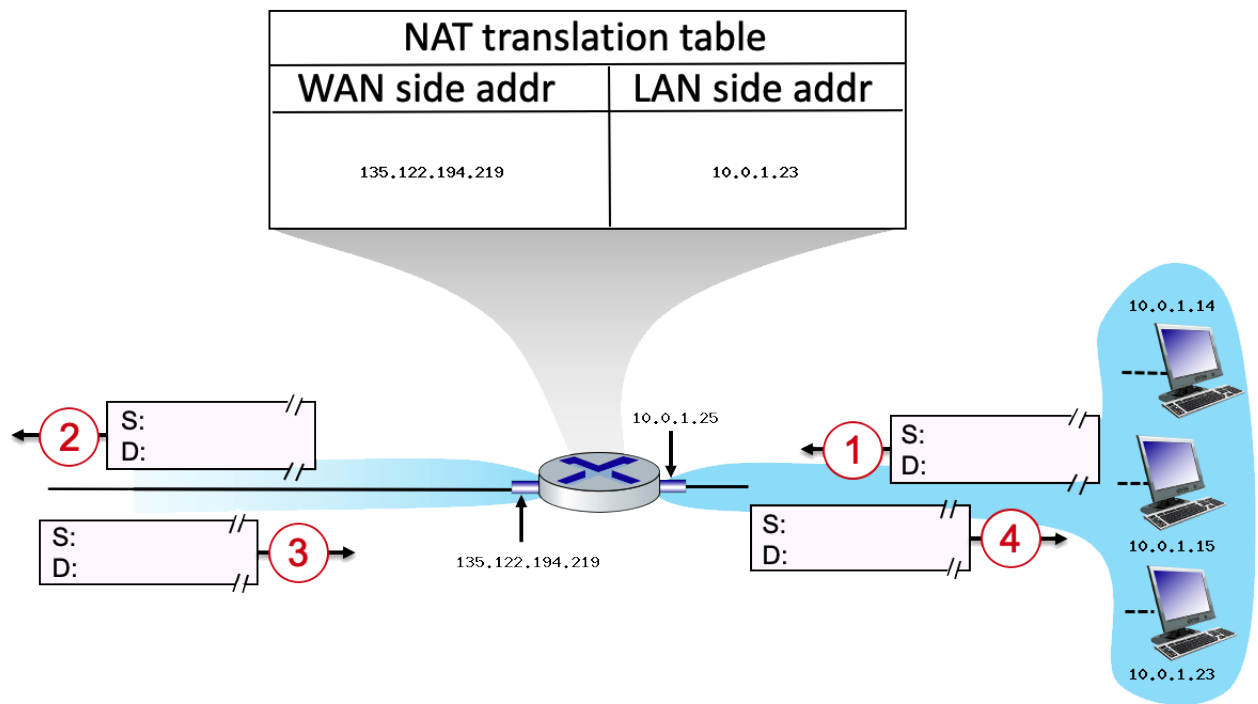 NAT translation table
WAN side addr LAN side addr
135.122.194.219 10.0.1.23
10.0.1.14
10.0.1.25
2
S:
D:
1
S:
D:
3
S:
D:
4
S:
D:
135.122.194.219
10.0.1.15
10.0.1.23